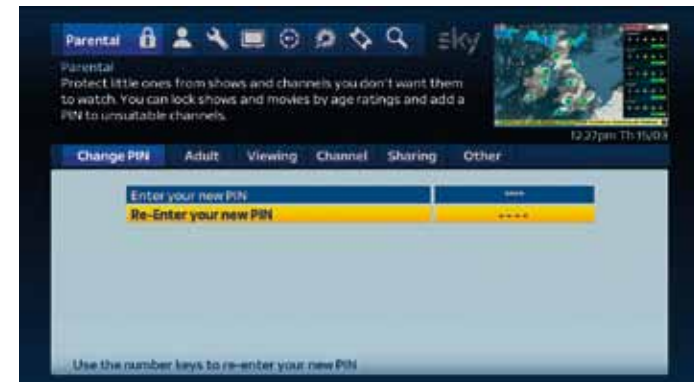 Parental
sky
Parental
Protect little ones from shows and channels you don't want them
to watch. You can lock shows and movies by age ratings and add a
PIN to unsuitable channels.
12.27pm Th 15/03
Change PIN Adult Viewing Channel Sharing Other
Enter your new PIN ****
Re-Enter your new PIN - - - -
Use the number keys to re-enter your new PIN